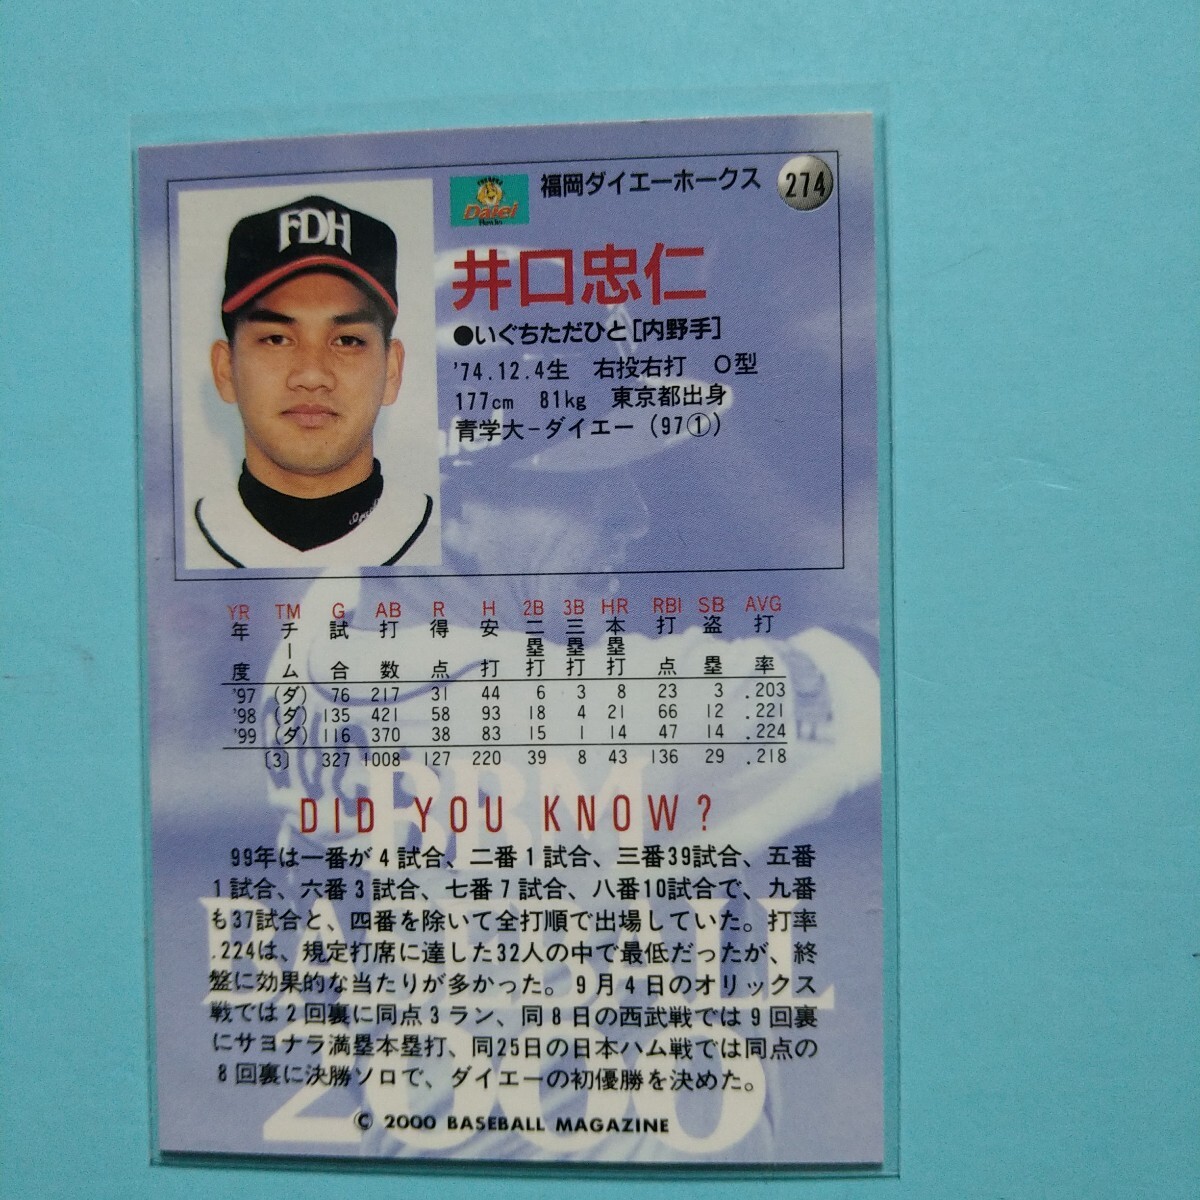 FDH
Daiei
福岡ダイエーホークス
274
井口忠仁
●いぐちただひと[内野手]
'74.12.4生 右投右打 O型
177cm 81kg 東京都出身
青学大-ダイエー(97①)
YR TM G AB R H 2B 3B HR RBI SB AVG
年度 チーム 試合 打数 得点 安打 二塁打 三塁打 本塁打 打点 盗塁 打率
'97 (ダ) 76 217 31 44 6 3 8 23 3 .203
'98 (ダ) 135 421 58 93 18 4 21 66 12 .221
'99 (ダ) 116 370 38 83 15 1 14 47 14 .224
〔3〕 327 1008 127 220 39 8 43 136 29 .218
DID YOU KNOW?
99年は一番が4試合、二番1試合、三番39試合、五番
1試合、六番3試合、七番7試合、八番10試合で、九番
も37試合と、四番を除いて全打順で出場していた。打率
.224は、規定打席に達した32人の中で最低だったが、終
盤に効果的な当たりが多かった。9月4日のオリックス
戦では2回裏に同点3ラン、同8日の西武戦では9回裏
にサヨナラ満塁本塁打、同25日の日本ハム戦では同点の
8回裏に決勝ソロで、ダイエーの初優勝を決めた。
BBM
BASEBALL
2000
© 2000 BASEBALL MAGAZINE